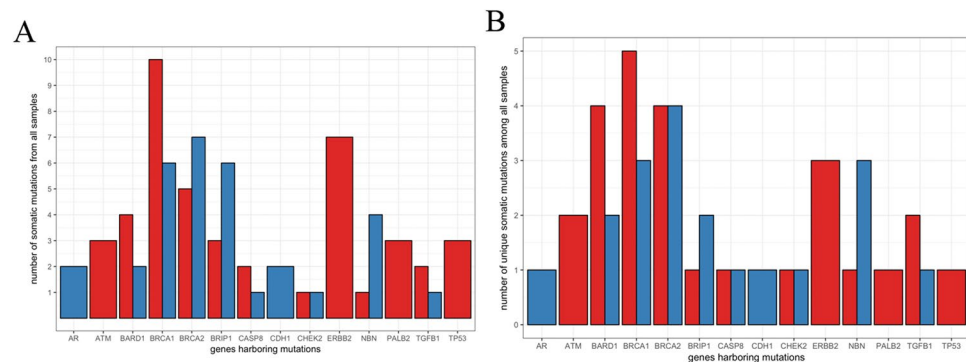 A
number of somatic mutations from all samples
10
9
8
7
6
5
4
3
2
1
AR ATM BARD1 BRCA1 BRCA2 BRIP1 CASP8 CDH1 CHEK2 ERBB2 NBN PALB2 TGFB1 TP53
genes harboring mutations
B
number of unique somatic mutations among all samples
5
4
3
2
1
0
AR ATM BARD1 BRCA1 BRCA2 BRIP1 CASP8 CDH1 CHEK2 ERBB2 NBN PALB2 TGFB1 TP53
genes harboring mutations